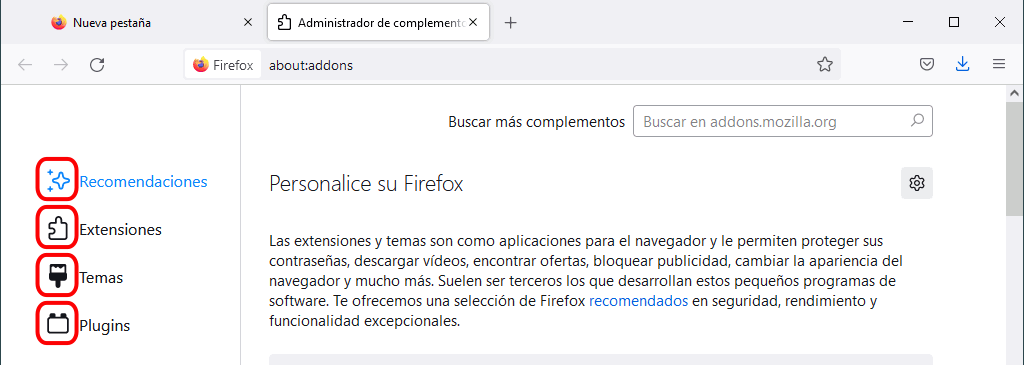 Nueva pestaña
Administrador de complemento
Firefox
about:addons
Buscar más complementos
Buscar en addons.mozilla.org
Recomendaciones
Extensiones
Temas
Plugins
Personalice su Firefox
Las extensiones y temas son como aplicaciones para el navegador y le permiten proteger sus
contraseñas, descargar vídeos, encontrar ofertas, bloquear publicidad, cambiar la apariencia del
navegador y mucho más. Suelen ser terceros los que desarrollan estos pequeños programas de
software. Te ofrecemos una selección de Firefox recomendados en seguridad, rendimiento y
funcionalidad excepcionales.